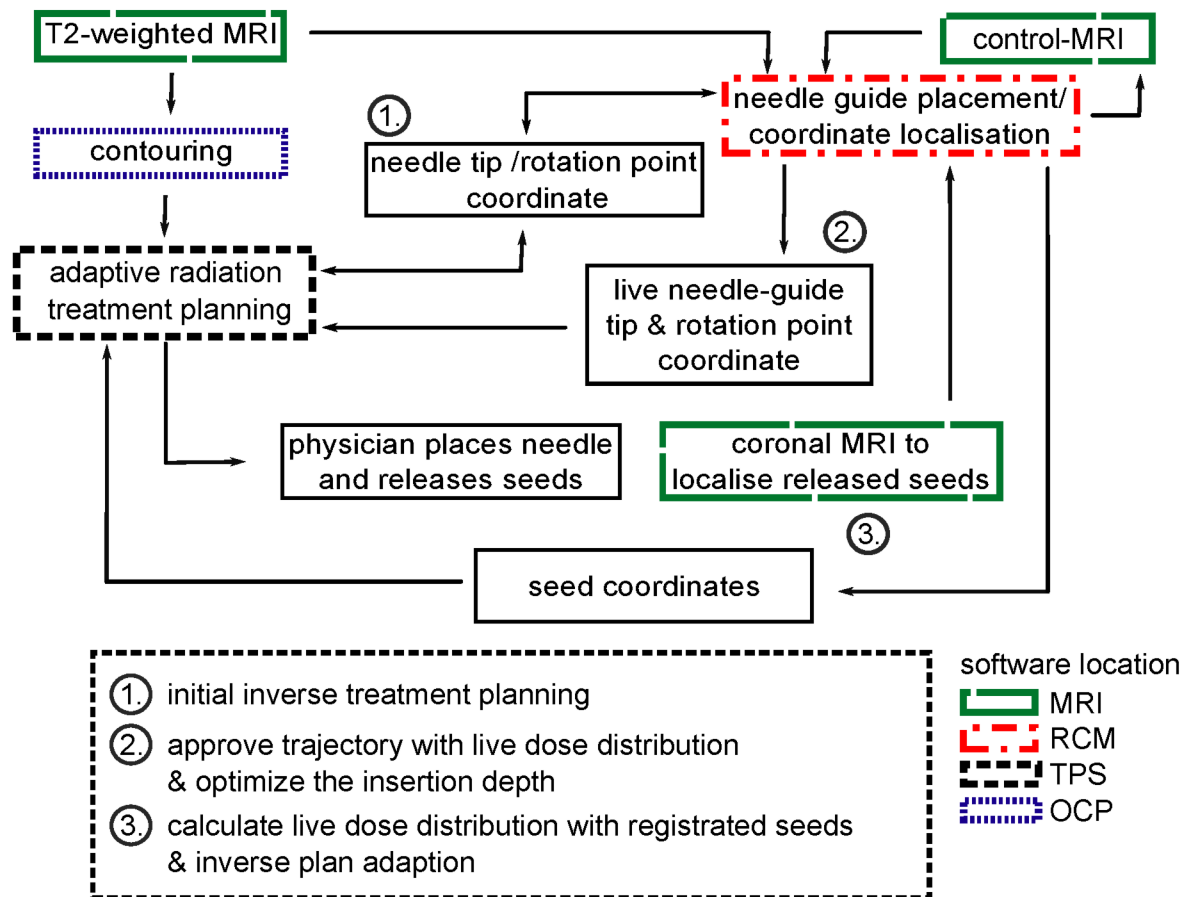 T2-weighted MRI
control-MRI
needle guide placement/
coordinate localisation
1.
contouring
needle tip /rotation point
coordinate
2.
adaptive radiation
treatment planning
live needle-guide
tip & rotation point
coordinate
physician places needle
and releases seeds
coronal MRI to
localise released seeds
3.
seed coordinates
1. initial inverse treatment planning
2. approve trajectory with live dose distribution
& optimize the insertion depth
3. calculate live dose distribution with registrated seeds
& inverse plan adaption
software location
MRI
RCM
TPS
OCP